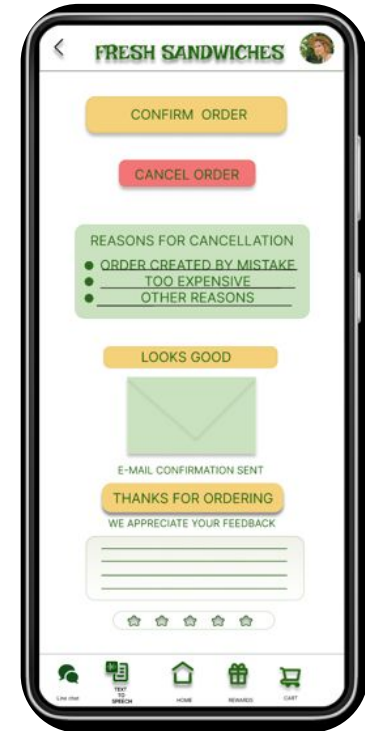 FRESH SANDWICHES
CONFIRM ORDER
CANCEL ORDER
REASONS FOR CANCELLATION
ORDER CREATED BY MISTAKE
TOO EXPENSIVE
OTHER REASONS
LOOKS GOOD
E-MAIL CONFIRMATION SENT
THANKS FOR ORDERING
WE APPRECIATE YOUR FEEDBACK
Live chat
TEXT
TO
SPEECH
HOME
REWARDS
CART